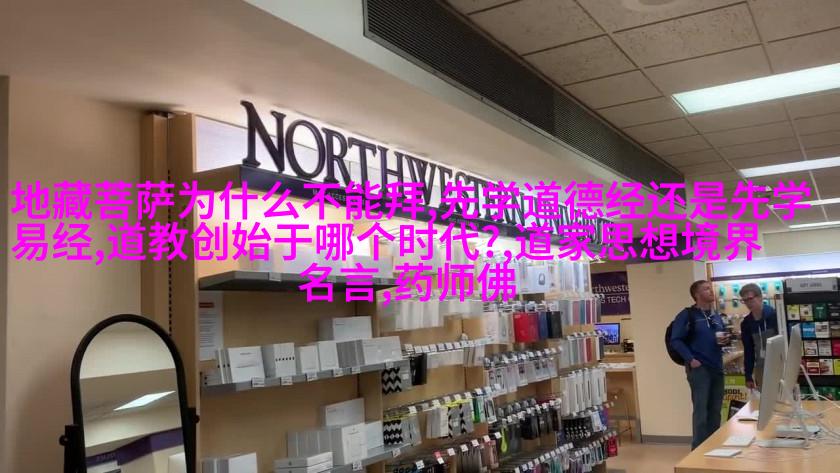 NORTHWESTERN
地藏菩萨为什么不能拜,先学道德经还是先学
易经,道教创始于哪个时代?,道家思想境界
名言,药师佛
Northwestern
TECH